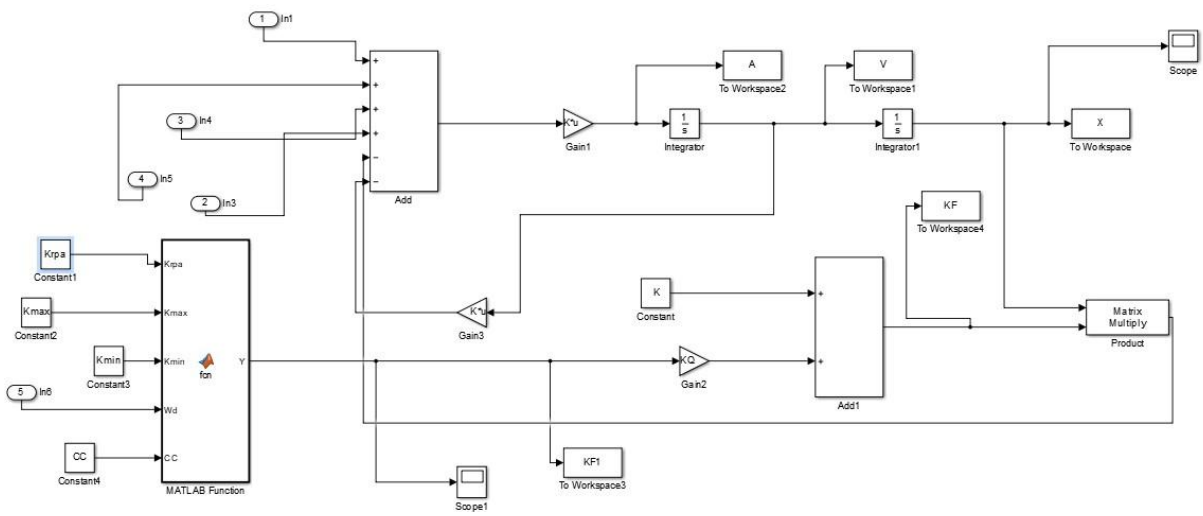 1
In1
+
+
3
In4
+
+
4
In5
−
2
In3
−
Add
K*u
Gain1
A
To Workspace2
1
s
Integrator
V
To Workspace1
1
s
Integrator1
Scope
X
To Workspace
KF
To Workspace4
Krpa
Constant1
Krpa
Kmax
Constant2
Kmax
Kmin
Constant3
Kmin
fcn
Y
5
In6
Wd
CC
Constant4
CC
MATLAB Function
K*u
Gain3
K
Constant
+
KQ
Gain2
+
Add1
Matrix
Multiply
Product
KF1
To Workspace3
Scope1